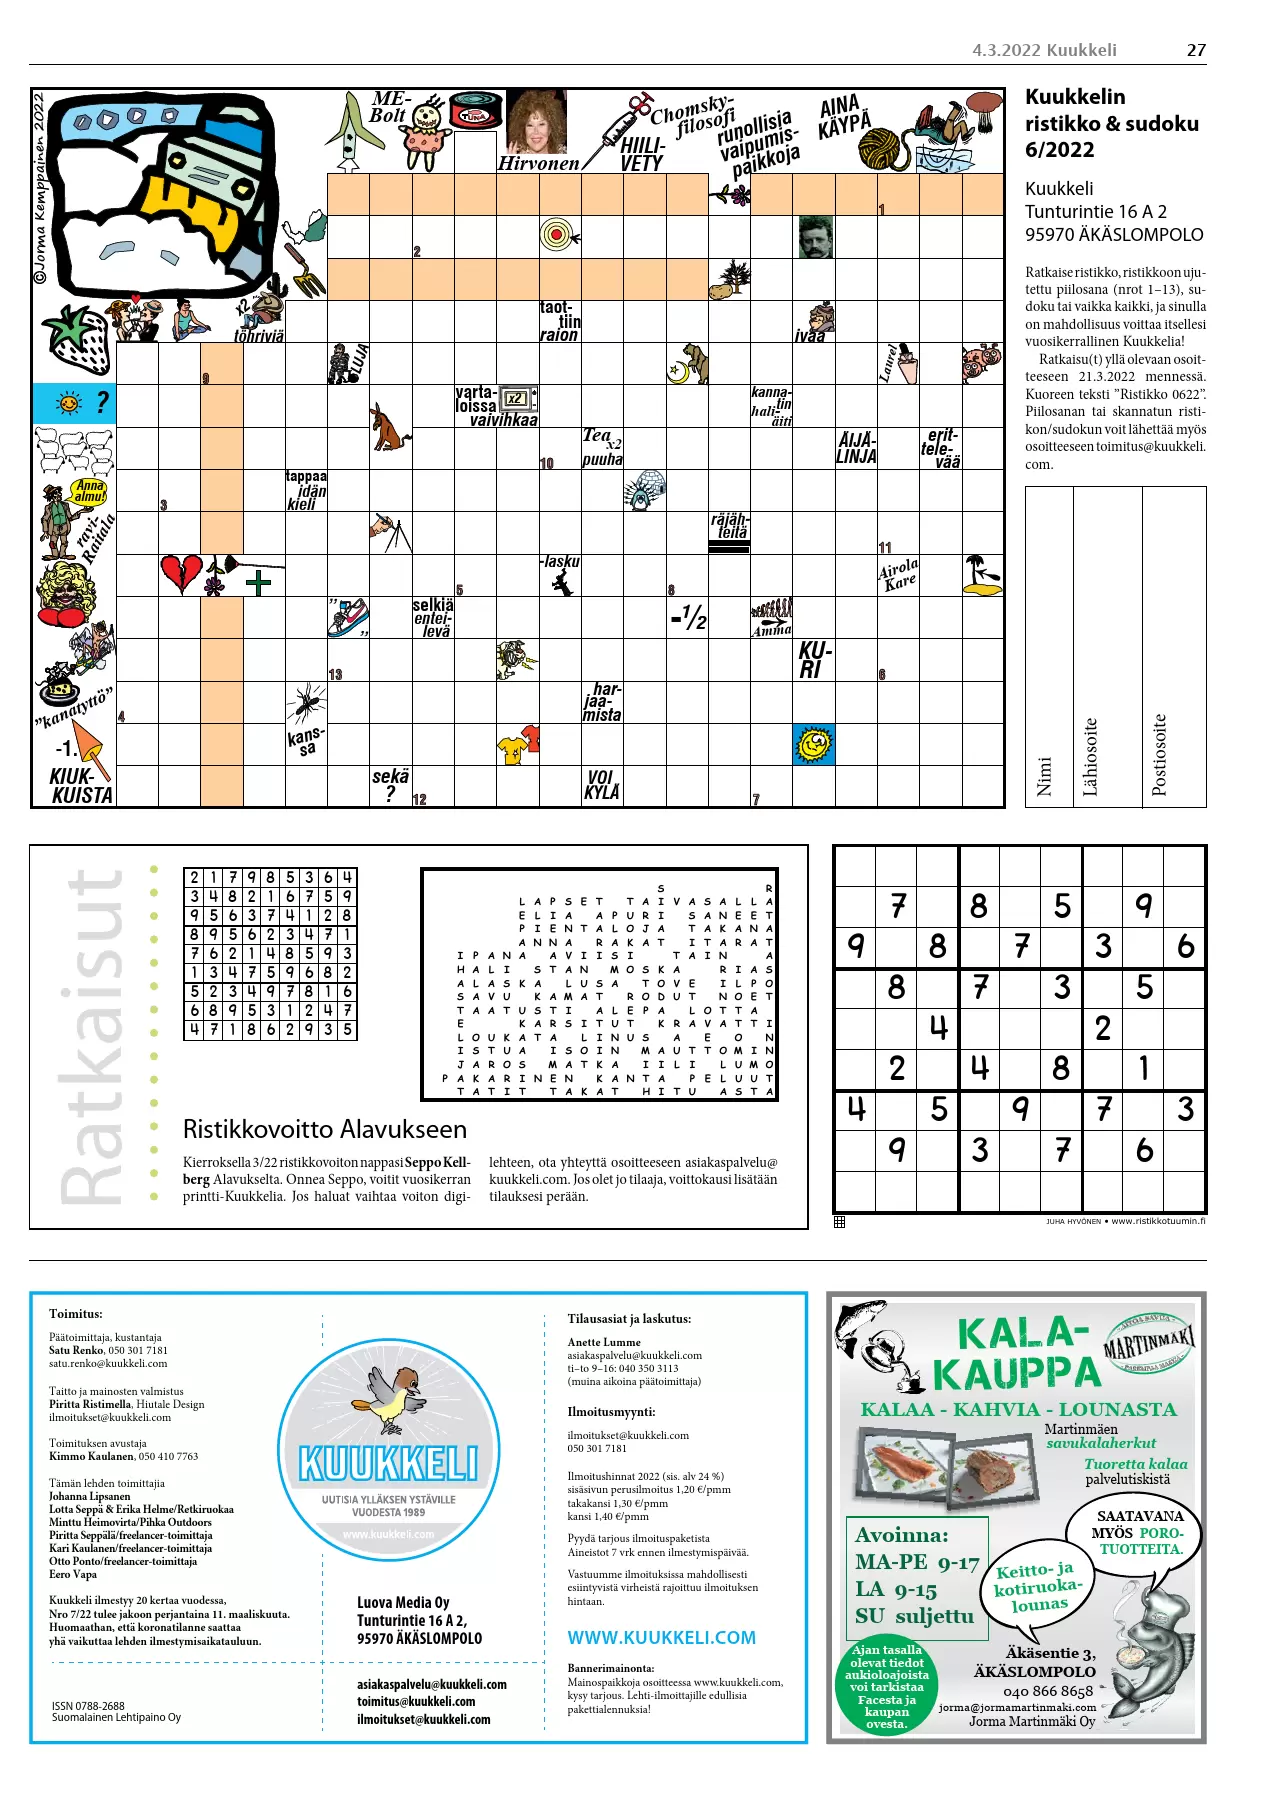 4.3.2022 Kuukkeli 27
©Jorma Kemppainen 2022
ME-
Bolt
TUNA
Hirvonen
HIILI-
VETY
Chomsky-
filosofi
runollisia
vaipumis-
paikkoja
AINA
KÄYPÄ
1
2
x2
töhriviä
taot-
tiin
raion
ivaa
9
LUJA
Laurel
?
varta-
loissa
vaivihkaa
x2
kanna-
tin
hali-
äiti
Tea
x2
puuha
10
ÄIJÄ-
LINJA
erit-
tele-
vää
Anna
almu!
3
tappaa
idän
kieli
ravi-
Raitala
räjäh-
teitä
11
-lasku
5
8
Airola
Kare
" "
selkiä
entei-
levä
-½
Amma
13
KU-
RI
6
"kanatyttö"
4
har-
jaa-
mista
-1.
kans-
sa
KIUK-
KUISTA
sekä
?
12
VOI
KYLÄ
7
Kuukkelin
ristikko & sudoku
6/2022
Kuukkeli
Tunturintie 16 A 2
95970 ÄKÄSLOMPOLO
Ratkaise ristikko, ristikkoon uju-
tettu piilosana (nrot 1–13), su-
doku tai vaikka kaikki, ja sinulla
on mahdollisuus voittaa itsellesi
vuosikerrallinen Kuukkelia!
Ratkaisu(t) yllä olevaan osoit-
teeseen 21.3.2022 mennessä.
Kuoreen teksti ”Ristikko 0622”.
Piilosanan tai skannatun risti-
kon/sudokun voit lähettää myös
osoitteeseen toimitus@kuukkeli.
com.
Nimi
Lähiosoite
Postiosoite
Ratkaisut
2 1 7 9 8 5 3 6 4
3 4 8 2 1 6 7 5 9
9 5 6 3 7 4 1 2 8
8 9 5 6 2 3 4 7 1
7 6 2 1 4 8 5 9 3
1 3 4 7 5 9 6 8 2
5 2 3 4 9 7 8 1 6
6 8 9 5 3 1 2 4 7
4 7 1 8 6 2 9 3 5
S R
LAPSET TAIVASALLA
ELIA APURI SANEET
PIENTALOJA TAKANA
ANNA RAKAT ITARAT
IPANA AVIISI TAIN A
HALI STAN MOSKA RIAS
ALASKA LUSA TOVE ILPO
SAVU KAMAT RODUT NOET
TAATUSTI ALEPA LOTTA
E KARSITUT KRAVATTI
LOUKATA LINUS A E O N
ISTUA ISOIN MAUTTOMIN
JAROS MATKA IILI LUMO
PAKARINEN KANTA PELUUT
TATIT TAKAT HITU ASTA
Ristikkovoitto Alavukseen
Kierroksella 3/22 ristikkovoiton nappasi Seppo Kell-
berg Alavukselta. Onnea Seppo, voitit vuosikerran
printti-Kuukkelia. Jos haluat vaihtaa voiton digi-
lehteen, ota yhteyttä osoitteeseen asiakaspalvelu@
kuukkeli.com. Jos olet jo tilaaja, voittokausi lisätään
tilauksesi perään.
7 8 5 9
9 8 7 3 6
8 7 3 5
4 2
2 4 8 1
4 5 9 7 3
9 3 7 6
JUHA HYVÖNEN • www.ristikkotuumin.fi
Toimitus:
Päätoimittaja, kustantaja
Satu Renko, 050 301 7181
satu.renko@kuukkeli.com
Taitto ja mainosten valmistus
Piritta Ristimella, Hiutale Design
ilmoitukset@kuukkeli.com
Toimituksen avustaja
Kimmo Kaulanen, 050 410 7763
Tämän lehden toimittajia
Johanna Lipsanen
Lotta Seppä & Erika Helme/Retkiruokaa
Minttu Heimovirta/Pihka Outdoors
Piritta Seppälä/freelancer-toimittaja
Kari Kaulanen/freelancer-toimittaja
Otto Ponto/freelancer-toimittaja
Eero Vapa
Kuukkeli ilmestyy 20 kertaa vuodessa,
Nro 7/22 tulee jakoon perjantaina 11. maaliskuuta.
Huomaathan, että koronatilanne saattaa
yhä vaikuttaa lehden ilmestymisaikatauluun.
ISSN 0788-2688
Suomalainen Lehtipaino Oy
KUUKKELI
UUTISIA YLLÄKSEN YSTÄVILLE
VUODESTA 1989
www.kuukkeli.com
Luova Media Oy
Tunturintie 16 A 2,
95970 ÄKÄSLOMPOLO
asiakaspalvelu@kuukkeli.com
toimitus@kuukkeli.com
ilmoitukset@kuukkeli.com
Tilausasiat ja laskutus:
Anette Lumme
asiakaspalvelu@kuukkeli.com
ti–to 9–16: 040 350 3113
(muina aikoina päätoimittaja)
Ilmoitusmyynti:
ilmoitukset@kuukkeli.com
050 301 7181
Ilmoitushinnat 2022 (sis. alv 24 %)
sisäsivun perusilmoitus 1,20 €/pmm
takakansi 1,30 €/pmm
kansi 1,40 €/pmm
Pyydä tarjous ilmoituspaketista
Aineistot 7 vrk ennen ilmestymispäivää.
Vastuumme ilmoituksissa mahdollisesti
esiintyvistä virheistä rajoittuu ilmoituksen
hintaan.
WWW.KUUKKELI.COM
Bannerimainonta:
Mainospaikkoja osoitteessa www.kuukkeli.com,
kysy tarjous. Lehti-ilmoittajille edullisia
pakettialennuksia!
KALA-
KAUPPA
MARTINMÄKI
KALAA - KAHVIA - LOUNASTA
Martinmäen
savukalaherkut
Tuoretta kalaa
palvelutiskistä
SAATAVANA
MYÖS PORO-
TUOTTEITA.
Avoinna:
MA-PE 9-17
LA 9-15
SU suljettu
Keitto- ja
kotiruoka-
lounas
Ajan tasalla
olevat tiedot
aukioloajoista
voi tarkistaa
Facesta ja
kaupan
ovesta.
Äkäsentie 3,
ÄKÄSLOMPOLO
040 866 8658
jorma@jormamartinmaki.com
Jorma Martinmäki Oy